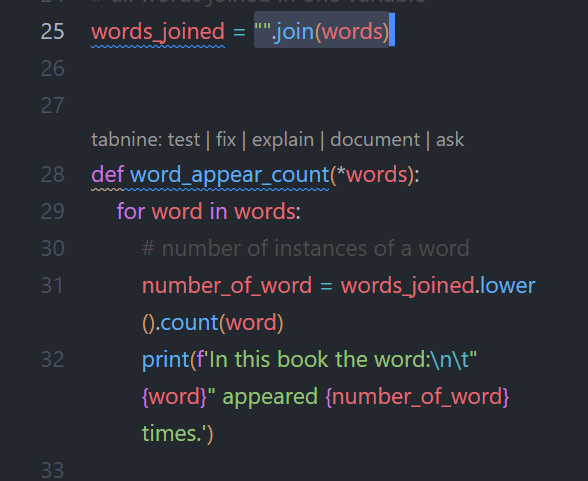 24 # all words joined in one variable
25 words_joined = "".join(words)
26
27
tabnine: test | fix | explain | document | ask
28 def word_appear_count(*words):
29 for word in words:
30 # number of instances of a word
31 number_of_word = words_joined.lower
().count(word)
32 print(f'In this book the word:\n\t"
{word}" appeared {number_of_word}
times.')
33